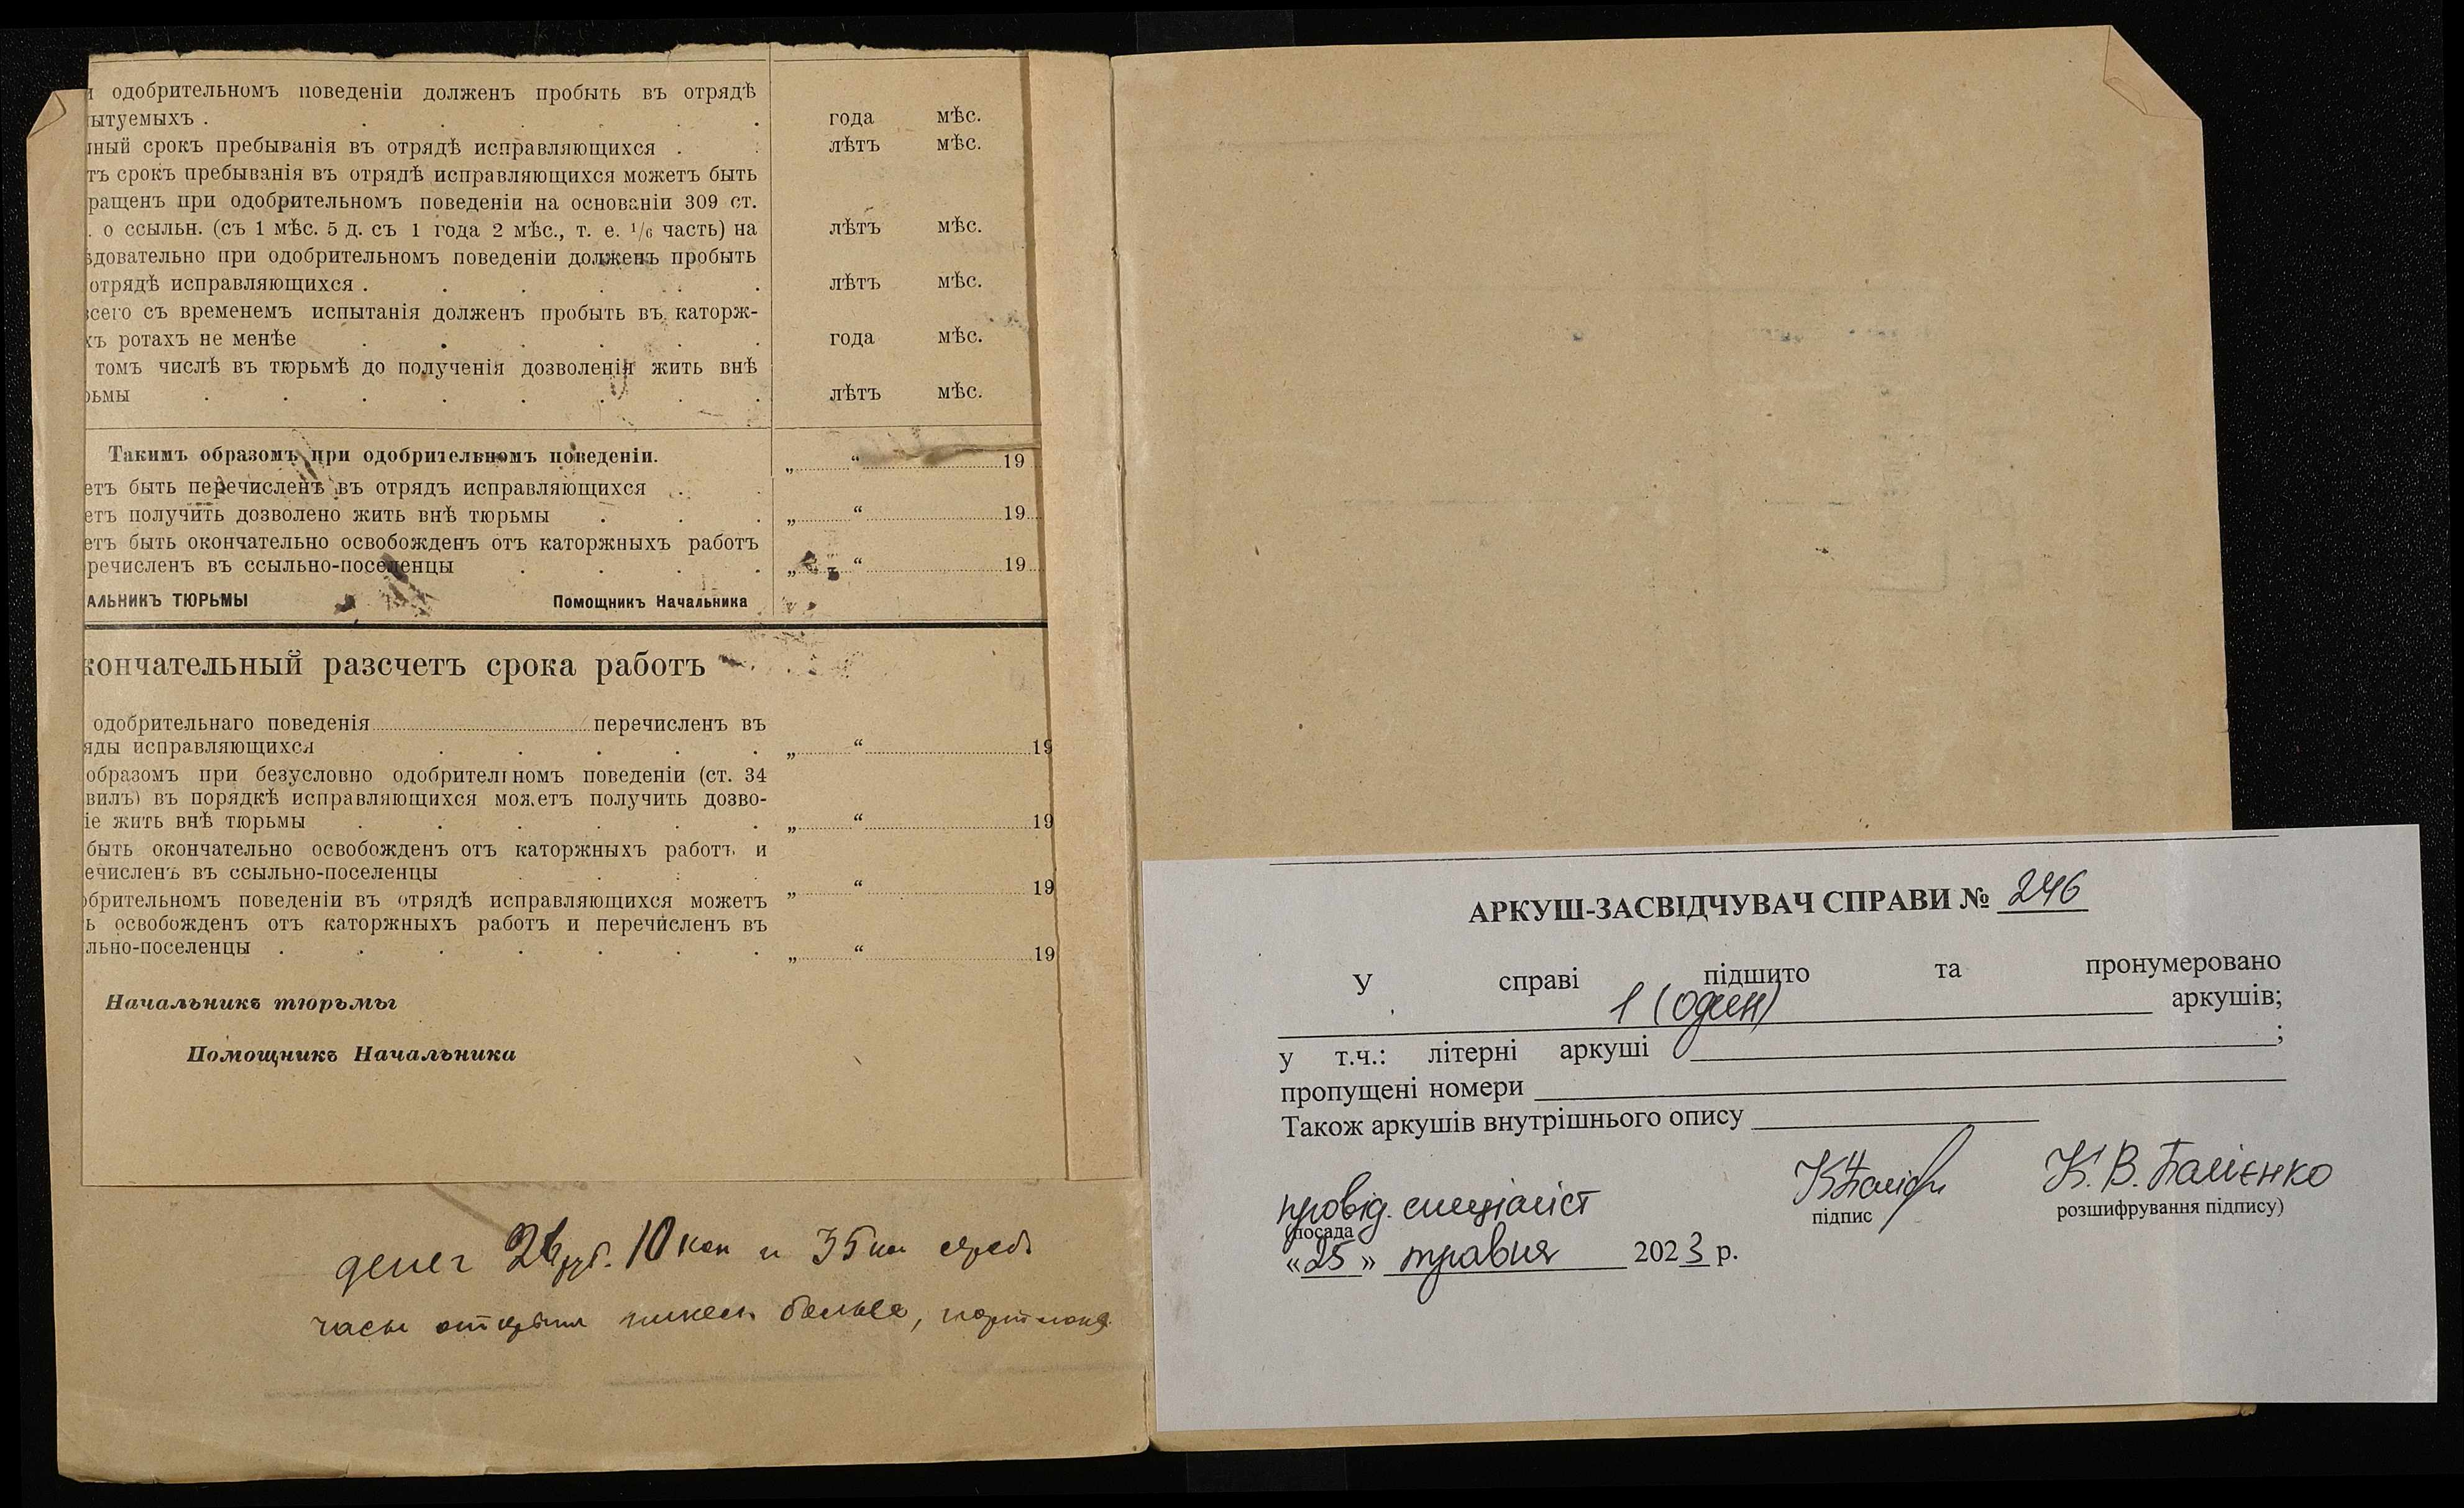 одобрительномъ поведеніи долженъ пробыть въ отрядѣ
ытуемыхъ . года мѣс.
ный срокъ пребыванія въ отрядѣ исправляющихся . лѣтъ мѣс.
тъ срокъ пребыванія въ отрядѣ исправляющихся можетъ быть
ращенъ при одобрительномъ поведеніи на основаніи 309 ст.
. о ссыльн. (съ 1 мѣс. 5 д. съ 1 года 2 мѣс., т. е. 1/6 часть) на лѣтъ мѣс.
ѣдовательно при одобрительномъ поведеніи долженъ пробыть
отрядѣ исправляющихся . лѣтъ мѣс.
всего съ временемъ испытанія долженъ пробыть въ каторж-
хъ ротахъ не менѣе года мѣс.
томъ числѣ въ тюрьмѣ до полученія дозволенія жить внѣ
рьмы лѣтъ мѣс.
Такимъ образомъ при одобрительномъ поведеніи.
етъ быть перечисленъ въ отрядъ исправляющихся „ “ 19
етъ получить дозволено жить внѣ тюрьмы „ “ 19
етъ быть окончательно освобожденъ отъ каторжныхъ работъ
речисленъ въ ссыльно-поселенцы „ “ 19
АЛЬНИКЪ ТЮРЬМЫ Помощникъ Начальника
кончательный разсчетъ срока работъ
одобрительнаго поведенія перечисленъ въ
яды исправляющихся „ “ 19
образомъ при безусловно одобрительномъ поведеніи (ст. 34
вилъ) въ порядкѣ исправляющихся можетъ получить дозво-
іе жить внѣ тюрьмы „ “ 19
быть окончательно освобожденъ отъ каторжныхъ работъ и
ечисленъ въ ссыльно-поселенцы „ “ 19
обрительномъ поведеніи въ отрядѣ исправляющихся можетъ
ь освобожденъ отъ каторжныхъ работъ и перечисленъ въ
льно-поселенцы „ “ 19
Начальникъ тюрьмы
Помощникъ Начальника
денег 26 руб. 10 коп и 35 коп
часы белье, портмоне
АРКУШ-ЗАСВІДЧУВАЧ СПРАВИ № 246
У справі підшито та пронумеровано
1 (один) аркушів;
у т.ч.: літерні аркуші ;
пропущені номери
Також аркушів внутрішнього опису
провід. спеціаліст К. В. Балієнко
(посада підпис розшифрування підпису)
«25» травня 2023 р.